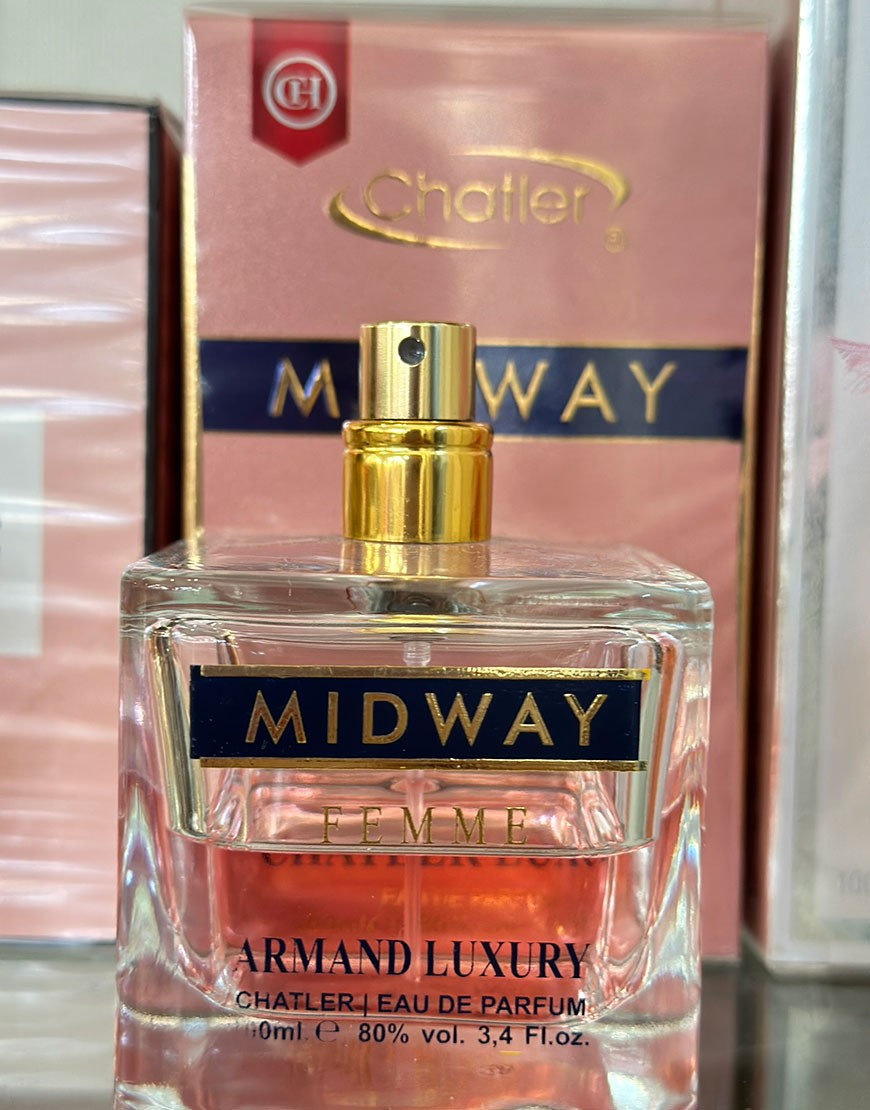 CH
Chatler
MIDWAY
MIDWAY
FEMME
ARMAND LUXURY
CHATLER | EAU DE PARFUM
℮ 80% vol. 3,4 Fl.oz.